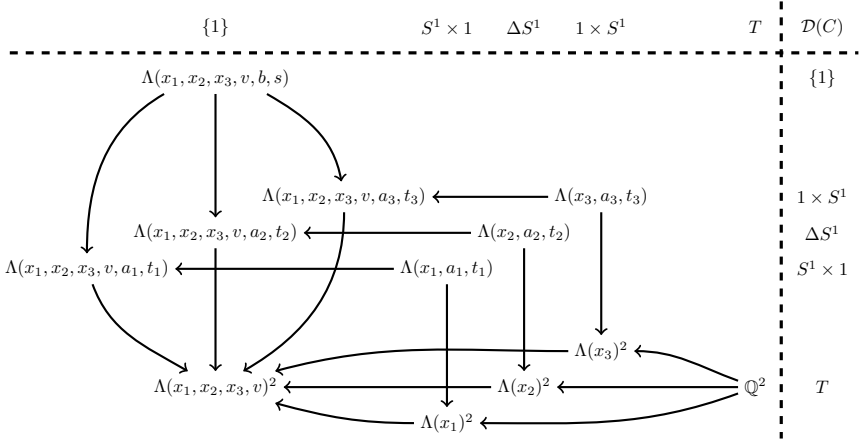 {1} S¹ × 1 ΔS¹ 1 × S¹ T 𝒟(C)
Λ(x₁, x₂, x₃, v, b, s) {1}
Λ(x₁, x₂, x₃, v, a₃, t₃) Λ(x₃, a₃, t₃) 1 × S¹
Λ(x₁, x₂, x₃, v, a₂, t₂) Λ(x₂, a₂, t₂) ΔS¹
Λ(x₁, x₂, x₃, v, a₁, t₁) Λ(x₁, a₁, t₁) S¹ × 1
Λ(x₃)²
Λ(x₁, x₂, x₃, v)² Λ(x₂)² ℚ² T
Λ(x₁)²